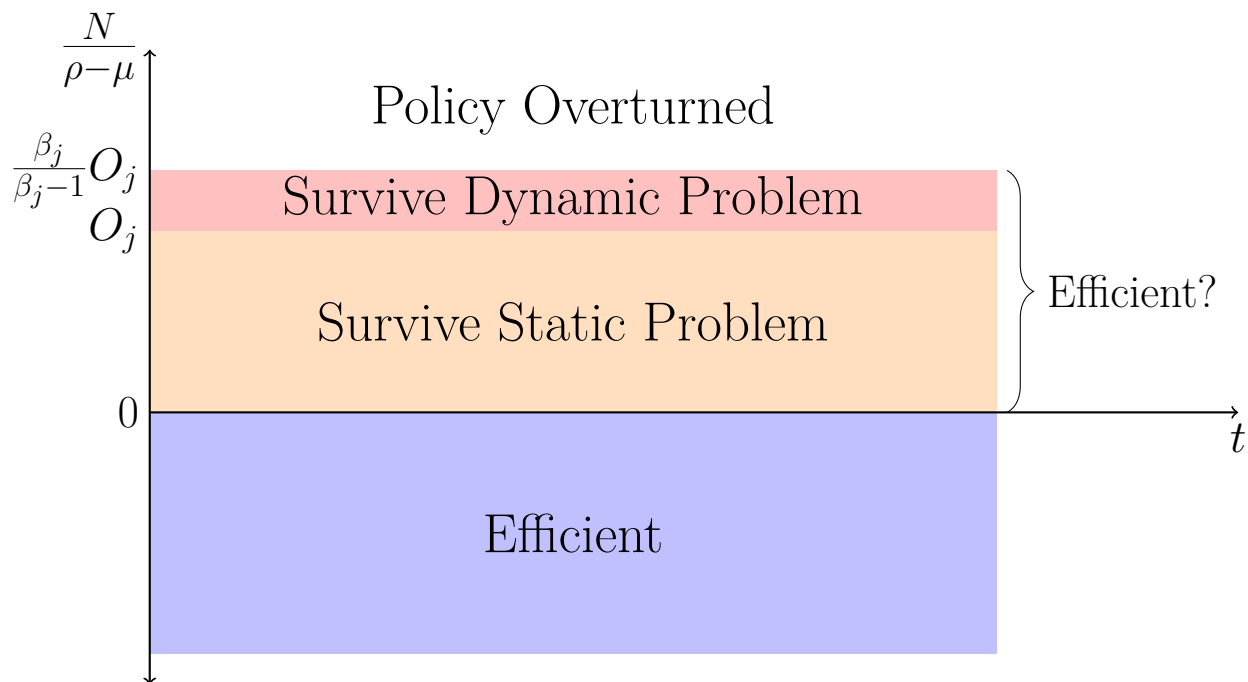 N/(ρ−μ)
Policy Overturned
β_j/(β_j−1) O_j
Survive Dynamic Problem
O_j
Efficient?
Survive Static Problem
0
t
Efficient